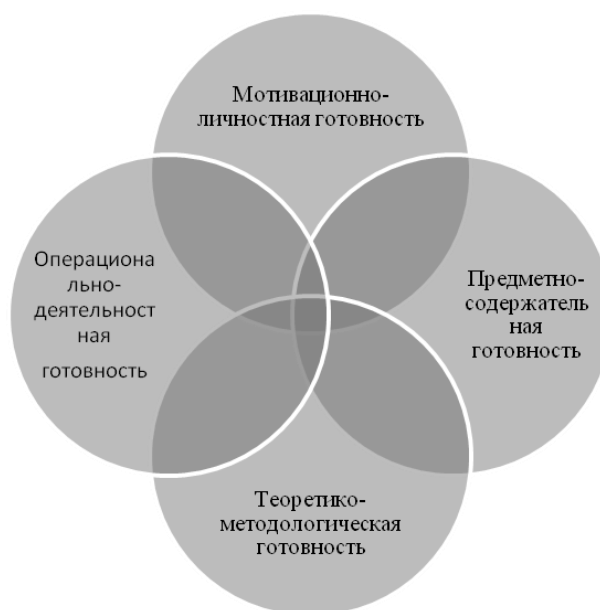 Мотивационно-
личностная готовность
Операциона
льно-
деятельност
ная
готовность
Предметно-
содержатель
ная
готовность
Теоретико-
методологическая
готовность